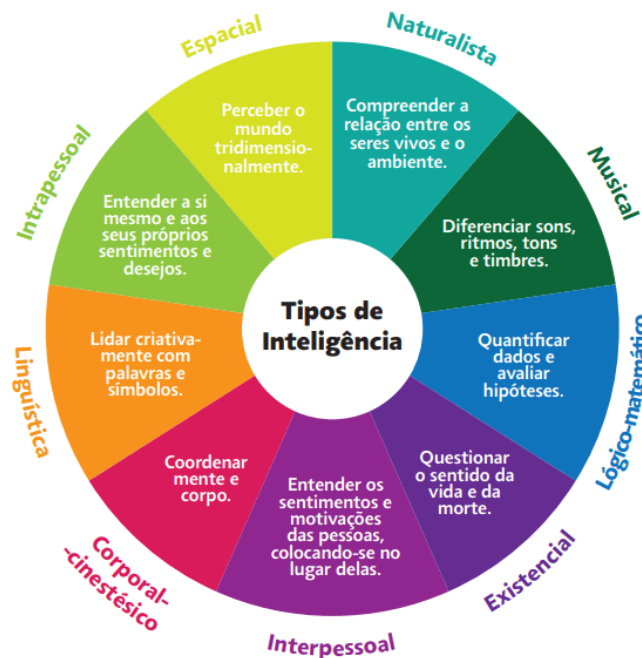 Tipos de
Inteligência
Espacial
Perceber o
mundo
tridimensio-
nalmente.
Naturalista
Compreender a
relação entre os
seres vivos e o
ambiente.
Musical
Diferenciar sons,
ritmos, tons
e timbres.
Lógico-matemático
Quantificar
dados e
avaliar
hipóteses.
Existencial
Questionar
o sentido da
vida e da
morte.
Interpessoal
Entender os
sentimentos e
motivações
das pessoas,
colocando-se no
lugar delas.
Corporal-
-cinestésico
Coordenar
mente e
corpo.
Linguística
Lidar criativa-
mente com
palavras e
símbolos.
Intrapessoal
Entender a si
mesmo e aos
seus próprios
sentimentos e
desejos.